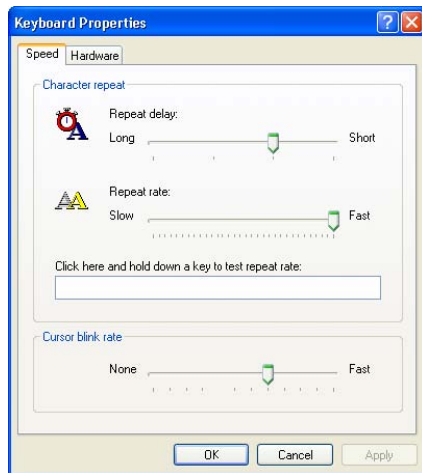 Keyboard Properties
Speed Hardware
Character repeat
Repeat delay:
Long Short
Repeat rate:
Slow Fast
Click here and hold down a key to test repeat rate:
Cursor blink rate
None Fast
OK Cancel Apply